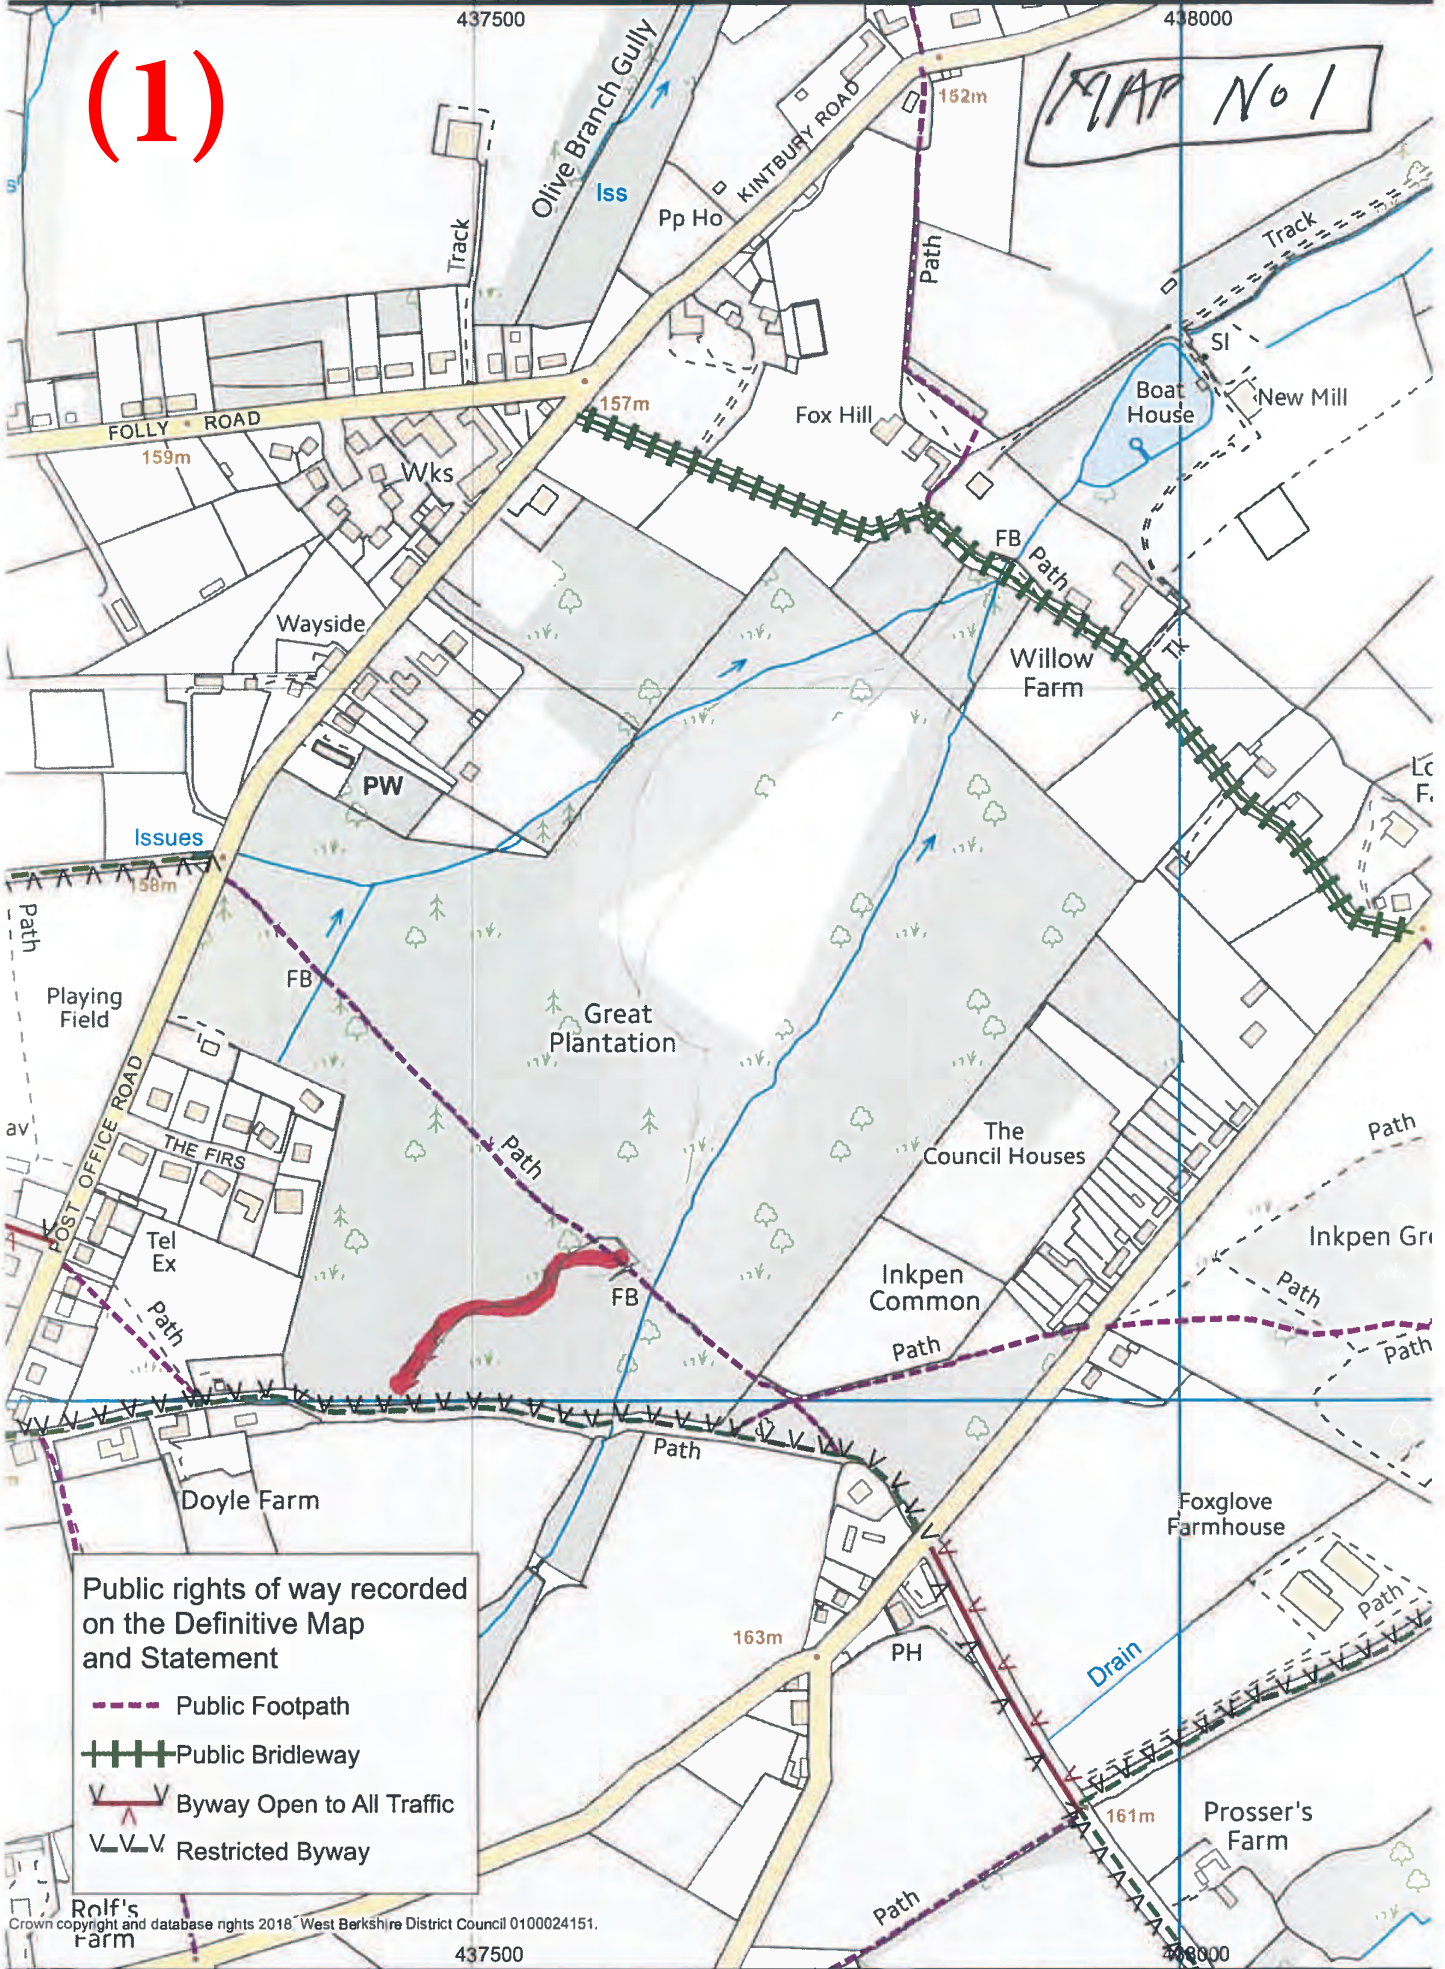 437500
438000
(1)
MAP No 1
Olive Branch Gully
Iss
KINTBURY ROAD
152m
Pp Ho
Track
Path
Track
SI
Boat
House
New Mill
Fox Hill
157m
FOLLY ROAD
159m
Wks
FB
Path
Wayside
Willow
Farm
Tk
PW
Issues
158m
Path
FB
Playing
Field
Great
Plantation
POST OFFICE ROAD
av
THE FIRS
Path
The
Council Houses
Path
Tel
Ex
Path
FB
Inkpen
Common
Path
Path
Path
Doyle Farm
Path
Foxglove
Farmhouse
Path
163m
PH
Drain
161m
Prosser's
Farm
Path
Public rights of way recorded
on the Definitive Map
and Statement
Public Footpath
Public Bridleway
Byway Open to All Traffic
Restricted Byway
Rolf's
Farm
Crown copyright and database rights 2018 West Berkshire District Council 0100024151.
437500
438000